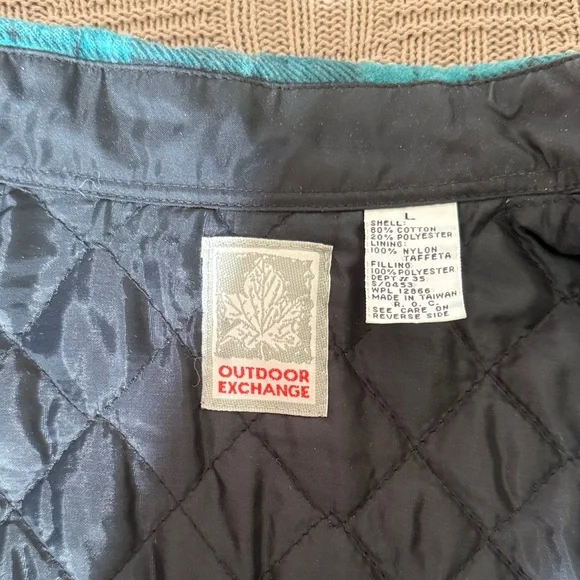 OUTDOOR
EXCHANGE
L
SHELL:
80% COTTON
20% POLYESTER
LINING:
100% NYLON
TAFFETA
FILLING:
100% POLYESTER
DEPT # 35
S/0453
WPL 12866
MADE IN TAIWAN
R. O. C.
SEE CARE ON
REVERSE SIDE